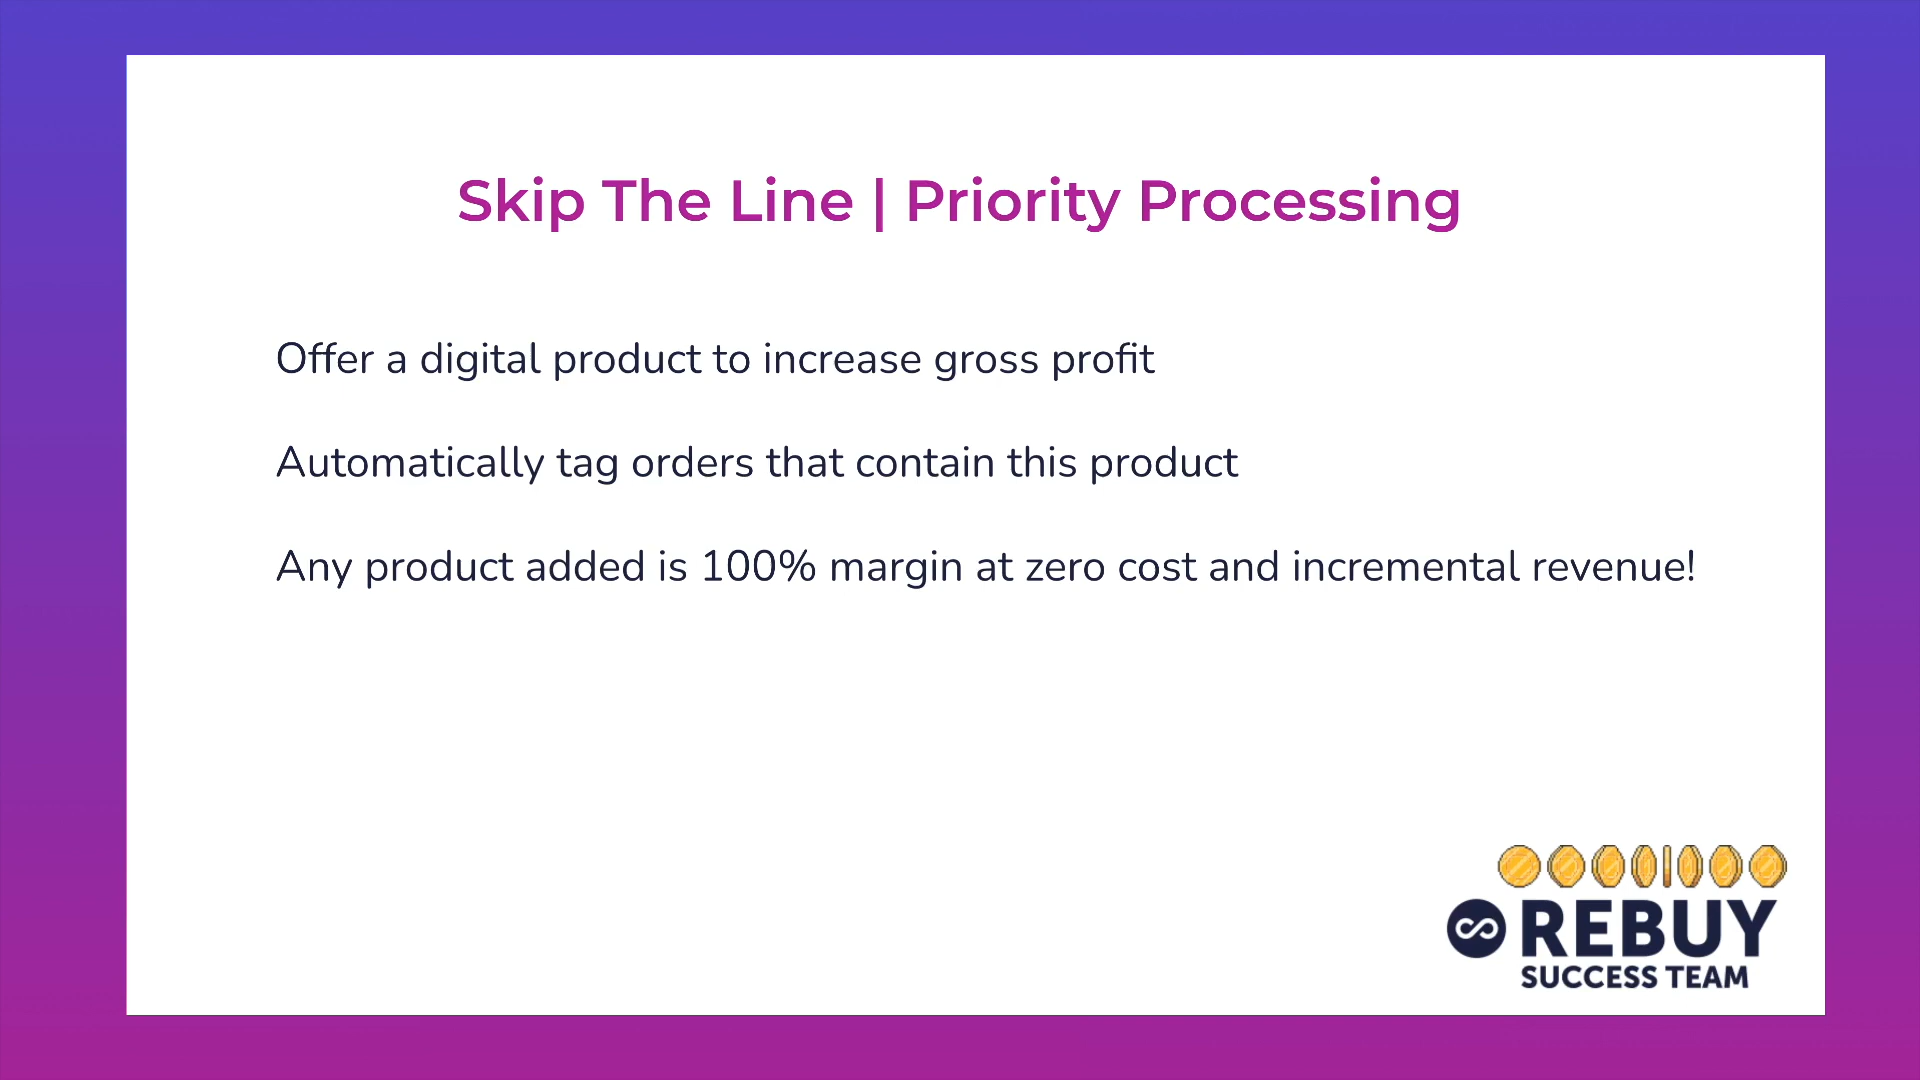 Skip The Line | Priority Processing
Offer a digital product to increase gross profit
Automatically tag orders that contain this product
Any product added is 100% margin at zero cost and incremental revenue!
REBUY
SUCCESS TEAM